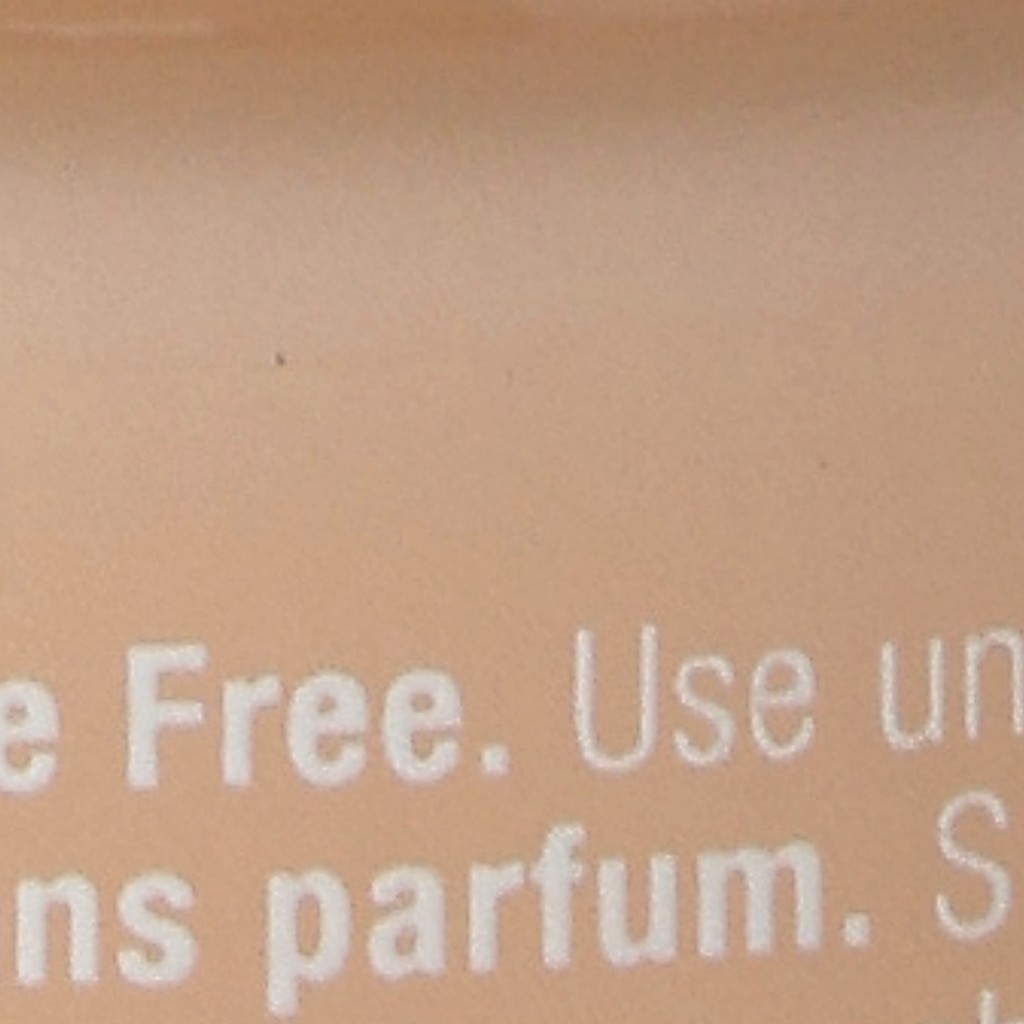 e Free. Use un
ns parfum. S